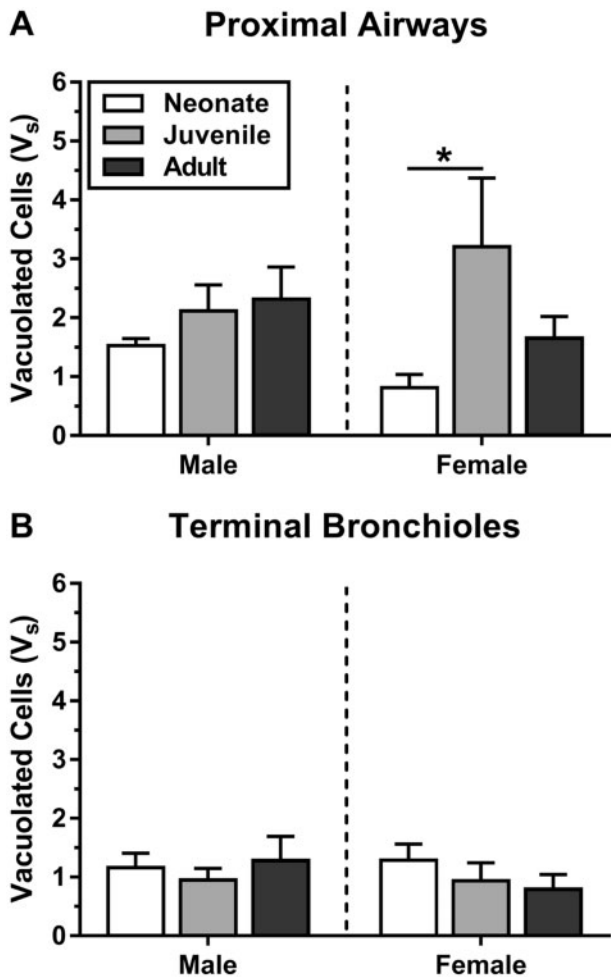 A Proximal Airways
Vacuolated Cells (Vs)
6
5
4
3
2
1
0
Neonate
Juvenile
Adult
*
Male Female
B Terminal Bronchioles
Vacuolated Cells (Vs)
6
5
4
3
2
1
0
Male Female